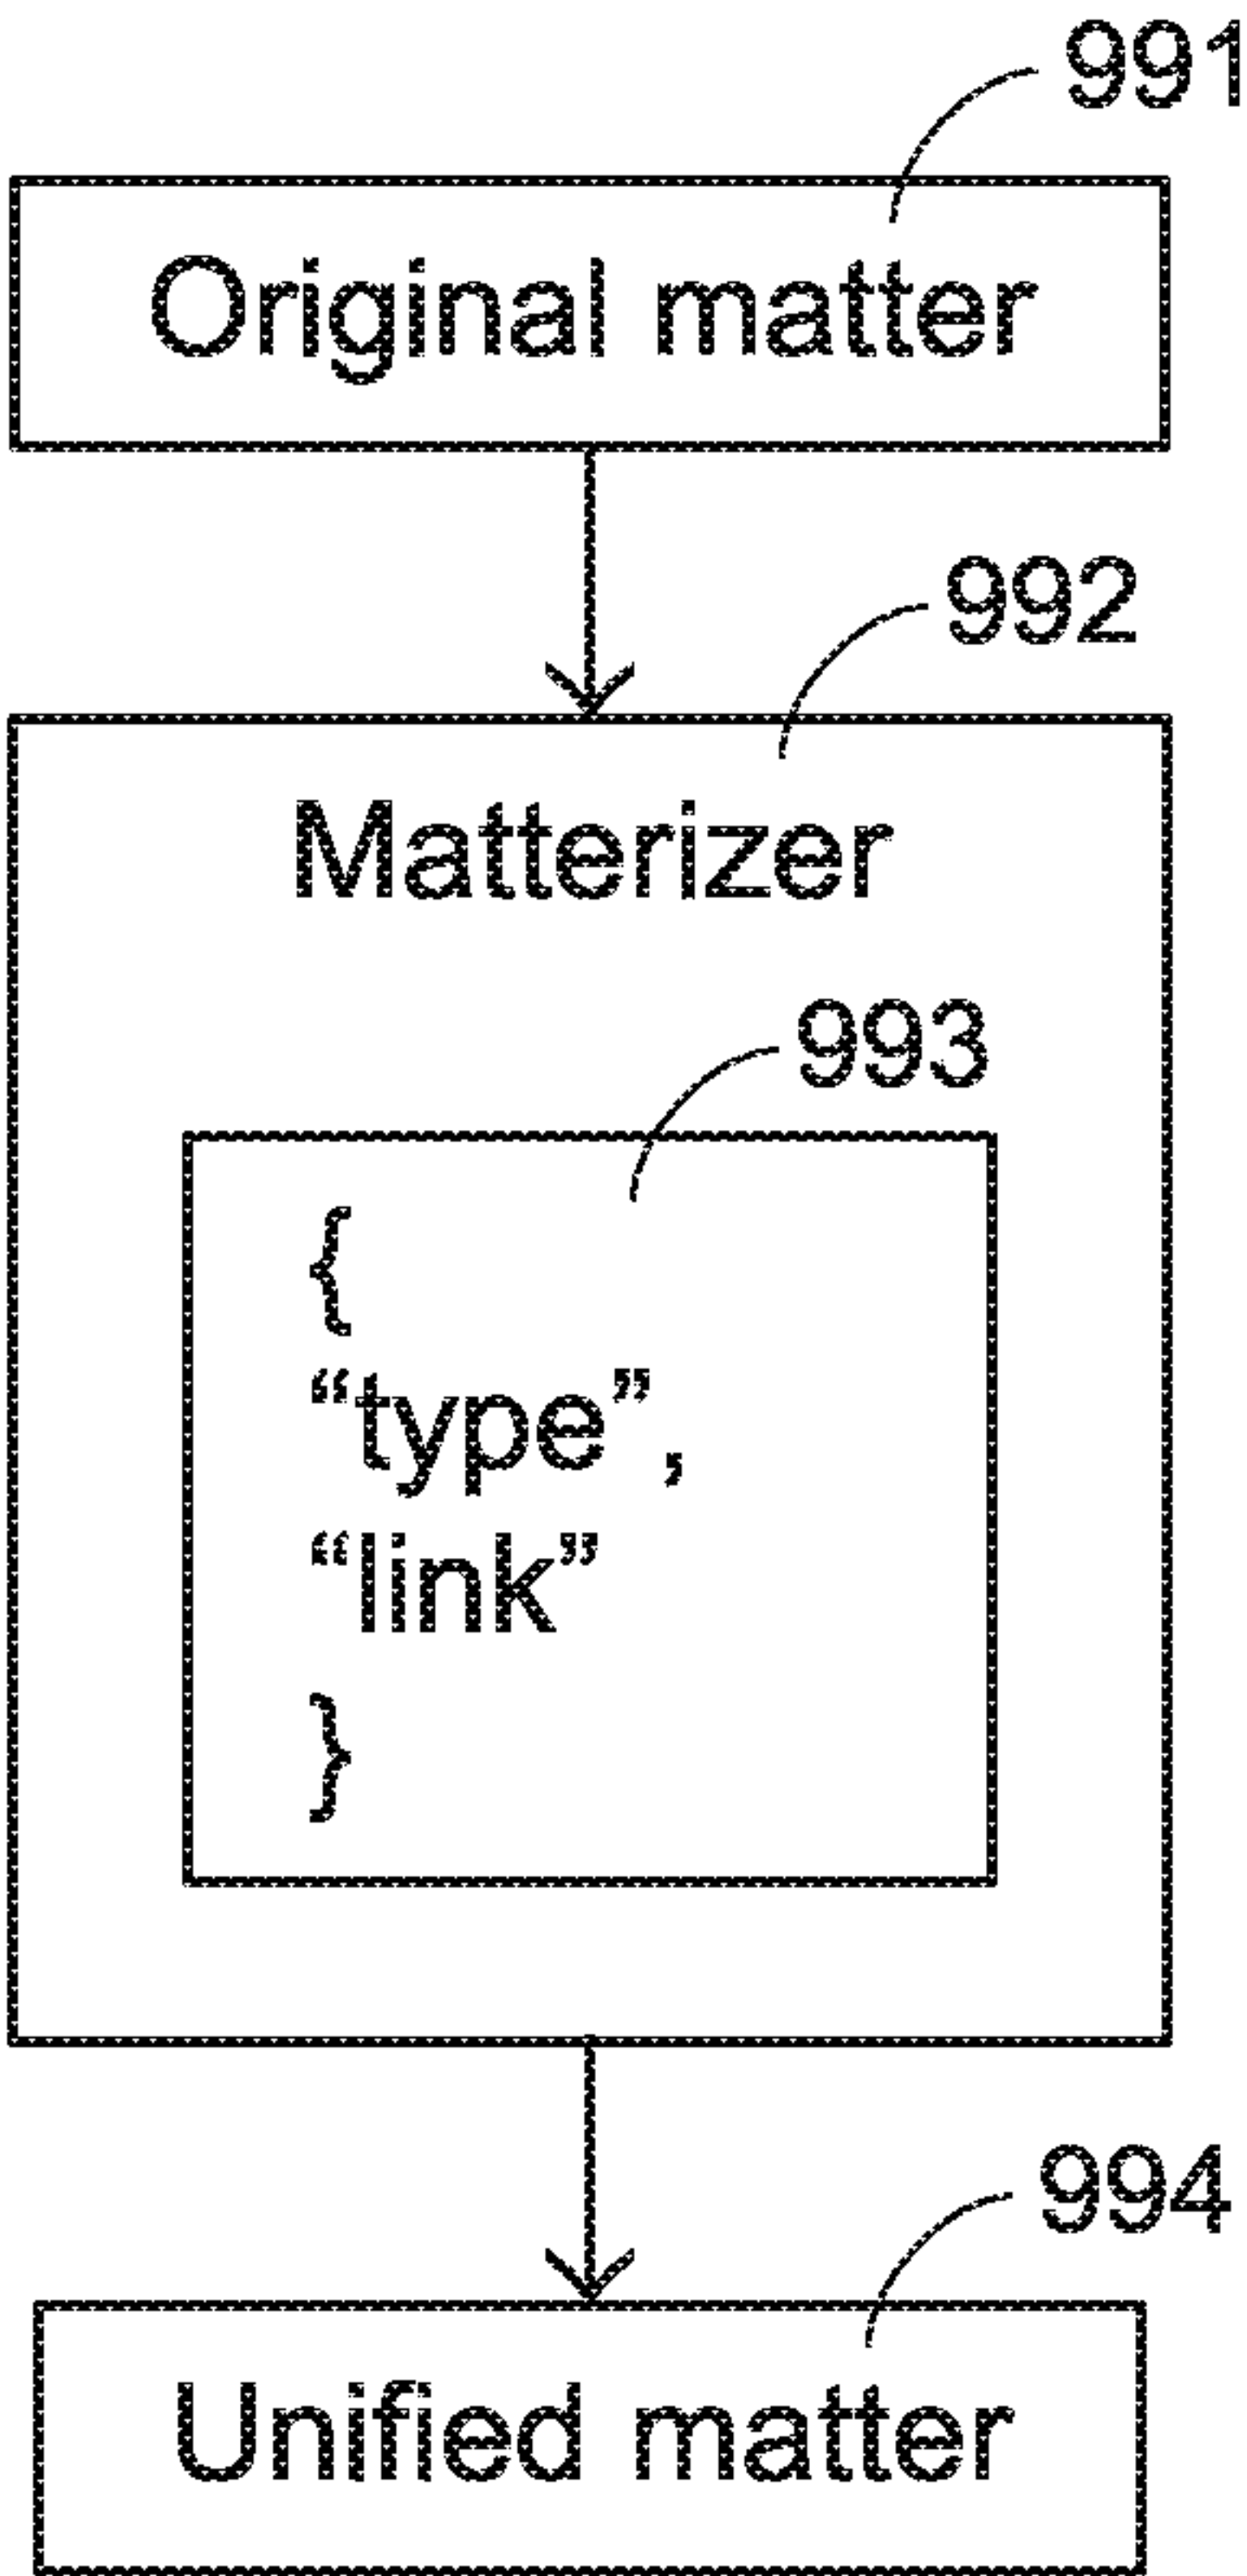 991
Original matter
992
Matterizer
993
{
“type”,
“link”
}
994
Unified matter